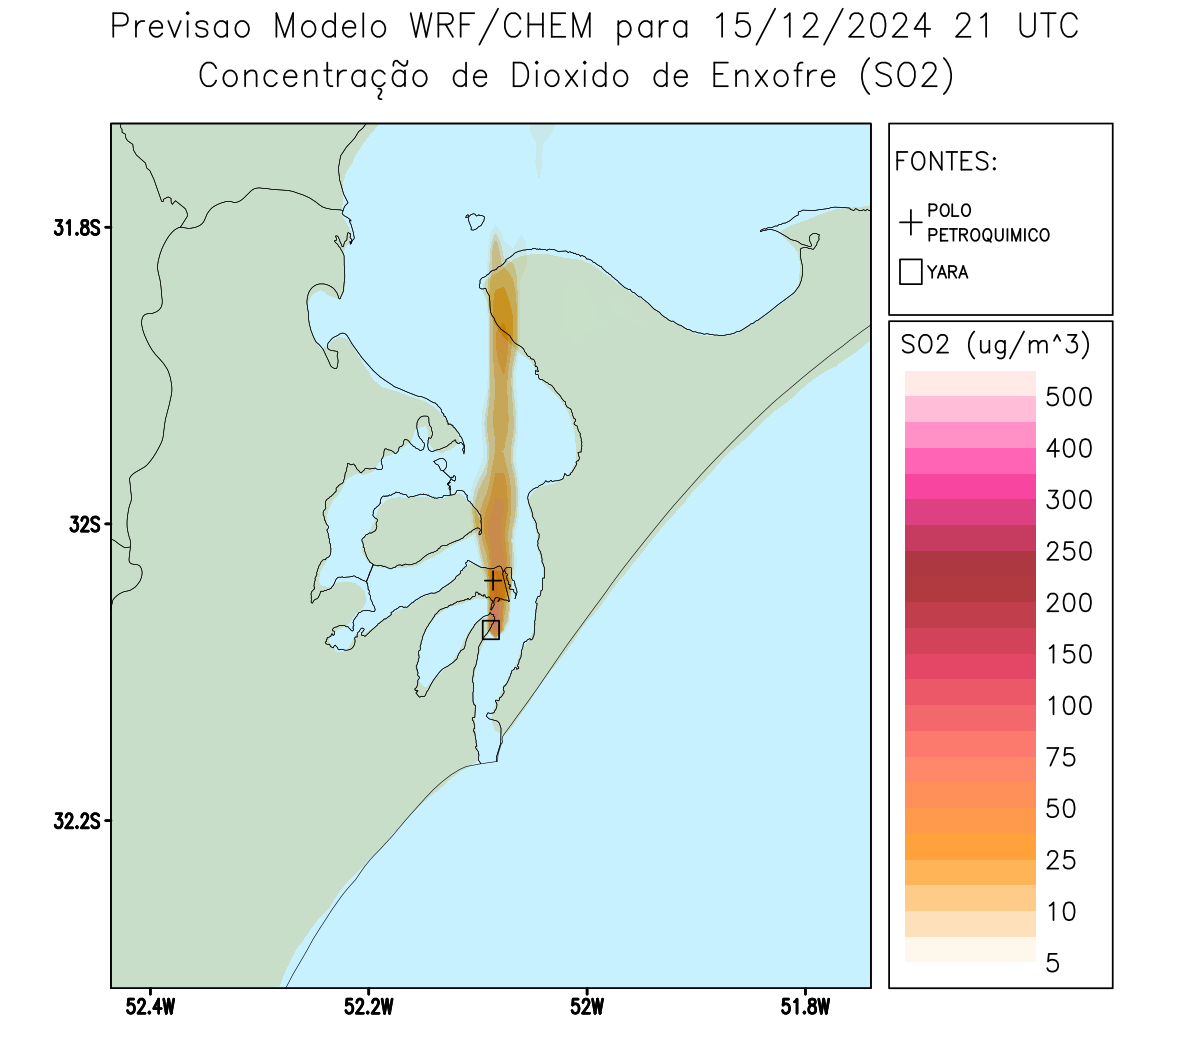 Previsao Modelo WRF/CHEM para 15/12/2024 21 UTC
Concentração de Dioxido de Enxofre (SO2)
FONTES:
POLO
PETROQUIMICO
YARA
31.8S
32S
32.2S
52.4W
52.2W
52W
51.8W
SO2 (ug/m^3)
500
400
300
250
200
150
100
75
50
25
10
5